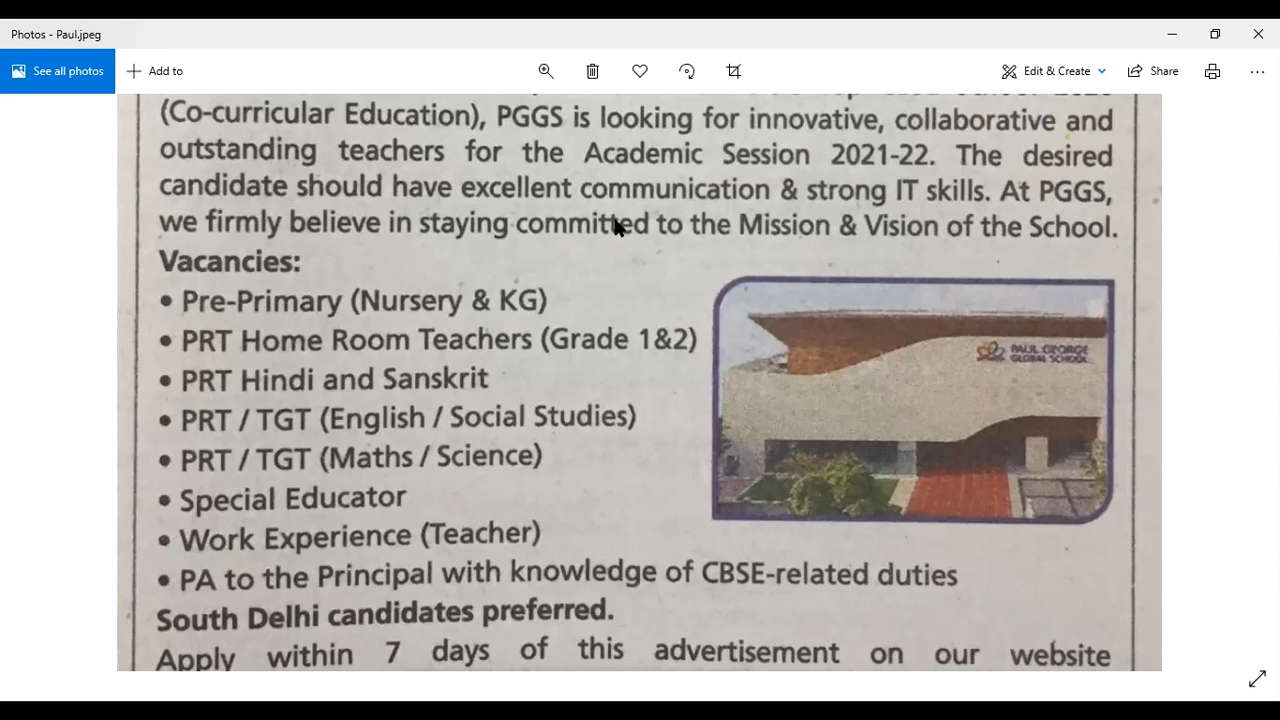 Photos - Paul.jpeg
See all photos
Add to
Edit & Create
Share
(Co-curricular Education), PGGS is looking for innovative, collaborative and
outstanding teachers for the Academic Session 2021-22. The desired
candidate should have excellent communication & strong IT skills. At PGGS,
we firmly believe in staying committed to the Mission & Vision of the School.
Vacancies:
• Pre-Primary (Nursery & KG)
• PRT Home Room Teachers (Grade 1&2)
• PRT Hindi and Sanskrit
• PRT / TGT (English / Social Studies)
• PRT / TGT (Maths / Science)
• Special Educator
• Work Experience (Teacher)
• PA to the Principal with knowledge of CBSE-related duties
PAUL GEORGE
GLOBAL SCHOOL
South Delhi candidates preferred.
Apply within 7 days of this advertisement on our website